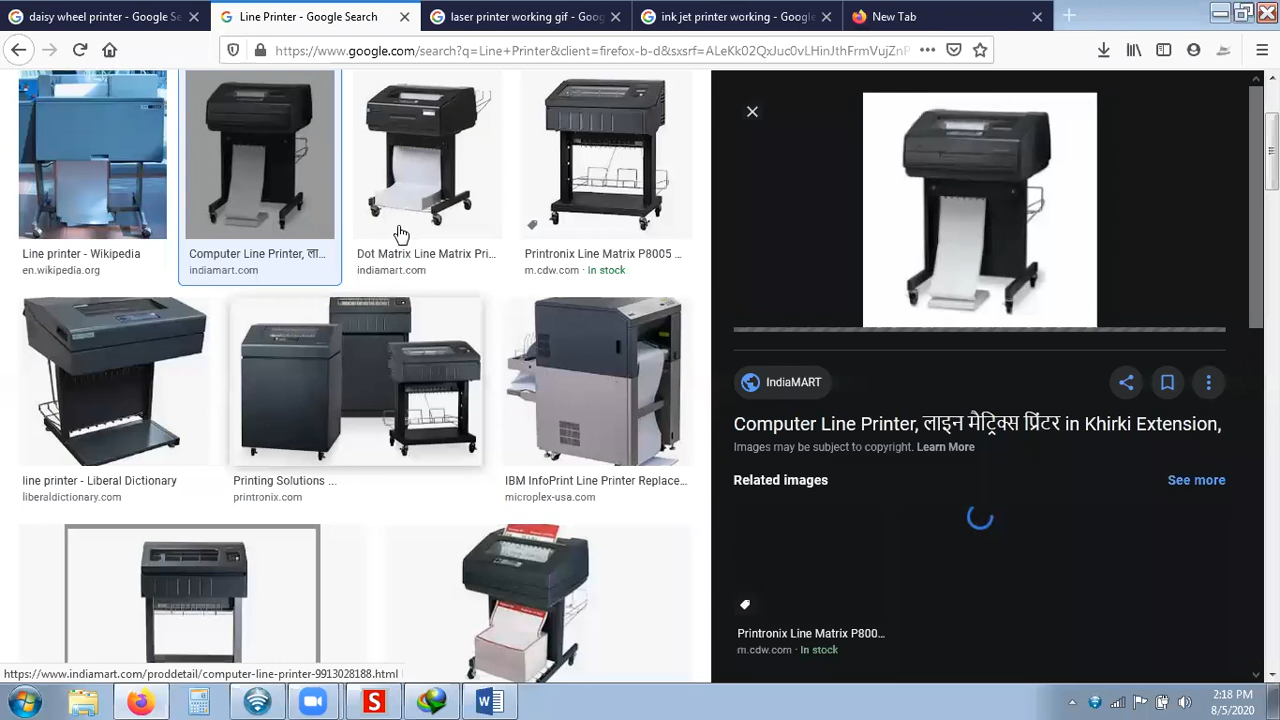 daisy wheel printer - Google Se
Line Printer - Google Search
laser printer working gif - Goog
ink jet printer working - Google
New Tab
https://www.google.com/search?q=Line+Printer&client=firefox-b-d&sxsrf=ALeKk02QxJuc0vLHinJthFrmVujZnP
Line printer - Wikipedia
en.wikipedia.org
Computer Line Printer, ला...
indiamart.com
Dot Matrix Line Matrix Pri...
indiamart.com
Printronix Line Matrix P8005 ...
m.cdw.com · In stock
line printer - Liberal Dictionary
liberaldictionary.com
Printing Solutions ...
printronix.com
IBM InfoPrint Line Printer Replace...
microplex-usa.com
IndiaMART
Computer Line Printer, लाइन मैट्रिक्स प्रिंटर in Khirki Extension,
Images may be subject to copyright. Learn More
Related images
See more
Printronix Line Matrix P800...
m.cdw.com · In stock
https://www.indiamart.com/proddetail/computer-line-printer-9913028188.html
S
W
2:18 PM
8/5/2020